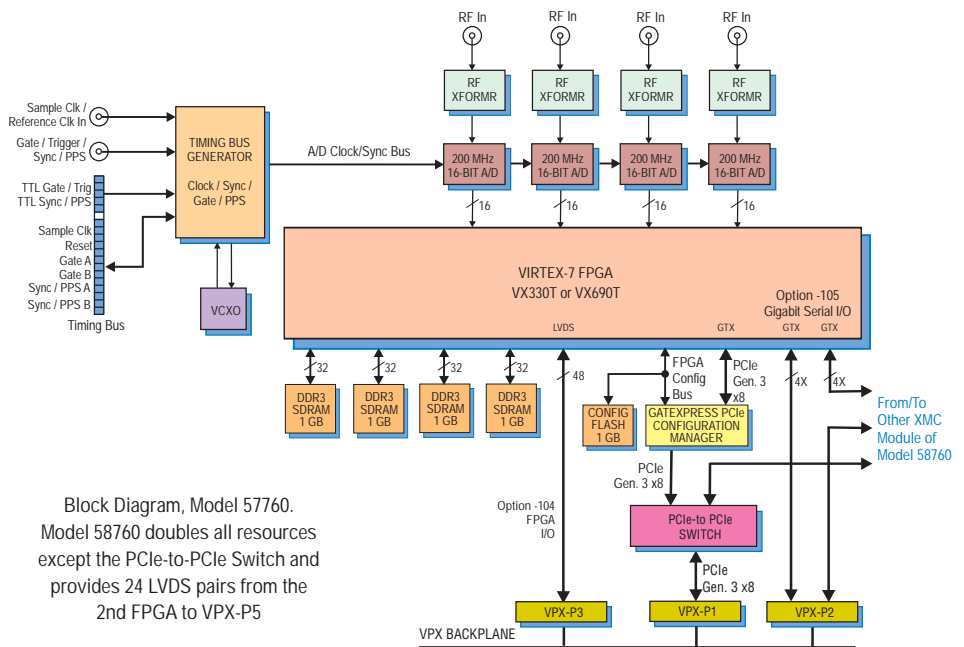 RF In
RF In
RF In
RF In
RF
XFORMR
RF
XFORMR
RF
XFORMR
RF
XFORMR
Sample Clk /
Reference Clk In
Gate / Trigger /
Sync / PPS
TTL Gate / Trig
TTL Sync / PPS
Sample Clk
Reset
Gate A
Gate B
Sync / PPS A
Sync / PPS B
Timing Bus
TIMING BUS
GENERATOR
Clock / Sync /
Gate / PPS
VCXO
A/D Clock/Sync Bus
200 MHz
16-BIT A/D
200 MHz
16-BIT A/D
200 MHz
16-BIT A/D
200 MHz
16-BIT A/D
16
16
16
16
VIRTEX-7 FPGA
VX330T or VX690T
Option -105
Gigabit Serial I/O
LVDS
GTX
GTX
GTX
32
32
32
32
48
FPGA
Config
Bus
PCIe
Gen. 3
x8
4X
4X
DDR3
SDRAM
1 GB
DDR3
SDRAM
1 GB
DDR3
SDRAM
1 GB
DDR3
SDRAM
1 GB
CONFIG
FLASH
1 GB
GATEXPRESS PCIe
CONFIGURATION
MANAGER
From/To
Other XMC
Module of
Model 58760
PCIe
Gen. 3 x8
Option -104
FPGA
I/O
PCIe-to PCIe
SWITCH
PCIe
Gen. 3 x8
Block Diagram, Model 57760.
Model 58760 doubles all resources
except the PCIe-to-PCIe Switch and
provides 24 LVDS pairs from the
2nd FPGA to VPX-P5
VPX-P3
VPX-P1
VPX-P2
VPX BACKPLANE